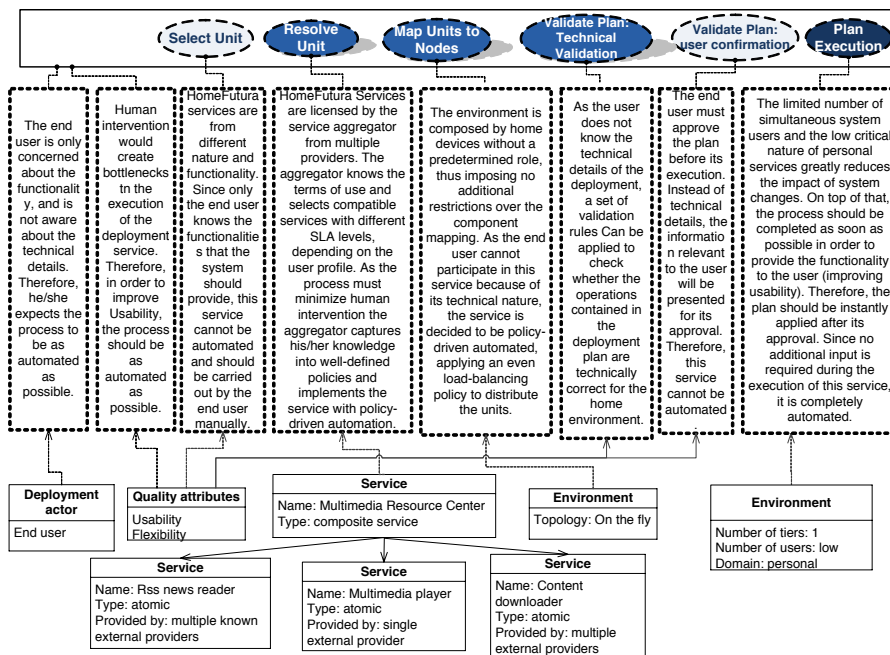 Select Unit
Resolve
Unit
Map Units to
Nodes
Validate Plan:
Technical
Validation
Validate Plan:
user confirmation
Plan
Execution
The end
user is only
concerned
about the
functionalit
y, and is
not aware
about the
technical
details.
Therefore,
he/she
expects the
process to
be as
automated
as
possible.
Human
intervention
would
create
bottlenecks
tn the
execution of
the
deployment
service.
Therefore,
in order to
improve
Usability,
the process
should be
as
automated
as
possible.
HomeFutura
services are
from
different
nature and
functionality.
Since only
the end user
knows the
functionalitie
s that the
system
should
provide, this
service
cannot be
automated
and should
be carried
out by the
end user
manually.
HomeFutura Services
are licensed by the
service aggregator
from multiple
providers. The
aggregator knows the
terms of use and
selects compatible
services with different
SLA levels,
depending on the
user profile. As the
process must
minimize human
intervention the
aggregator captures
his/her knowledge
into well-defined
policies and
implements the
service with policy-
driven automation.
The environment is
composed by home
devices without a
predetermined role,
thus imposing no
additional
restrictions over the
component
mapping. As the end
user cannot
participate in this
service because of
its technical nature,
the service is
decided to be policy-
driven automated,
applying an even
load-balancing
policy to distribute
the units.
As the user
does not
know the
technical
details of the
deployment,
a set of
validation
rules Can be
applied to
check
whether the
operations
contained in
the
deployment
plan are
technically
correct for the
home
environment.
The end
user must
approve
the plan
before its
execution.
Instead of
technical
details, the
informatio
n relevant
to the user
will be
presented
for its
approval.
Therefore,
this
service
cannot be
automated
.
The limited number of
simultaneous system
users and the low critical
nature of personal
services greatly reduces
the impact of system
changes. On top of that,
the process should be
completed as soon as
possible in order to
provide the functionality
to the user (improving
usability). Therefore, the
plan should be instantly
applied after its
approval. Since no
additional input is
required during the
execution of this service,
it is completely
automated.
Deployment
actor
End user
Quality attributes
Usability
Flexibility
Service
Name: Multimedia Resource Center
Type: composite service
Environment
Topology: On the fly
Environment
Number of tiers: 1
Number of users: low
Domain: personal
Service
Name: Rss news reader
Type: atomic
Provided by: multiple known
external providers
Service
Name: Multimedia player
Type: atomic
Provided by: single
external provider
Service
Name: Content
downloader
Type: atomic
Provided by: multiple
external providers